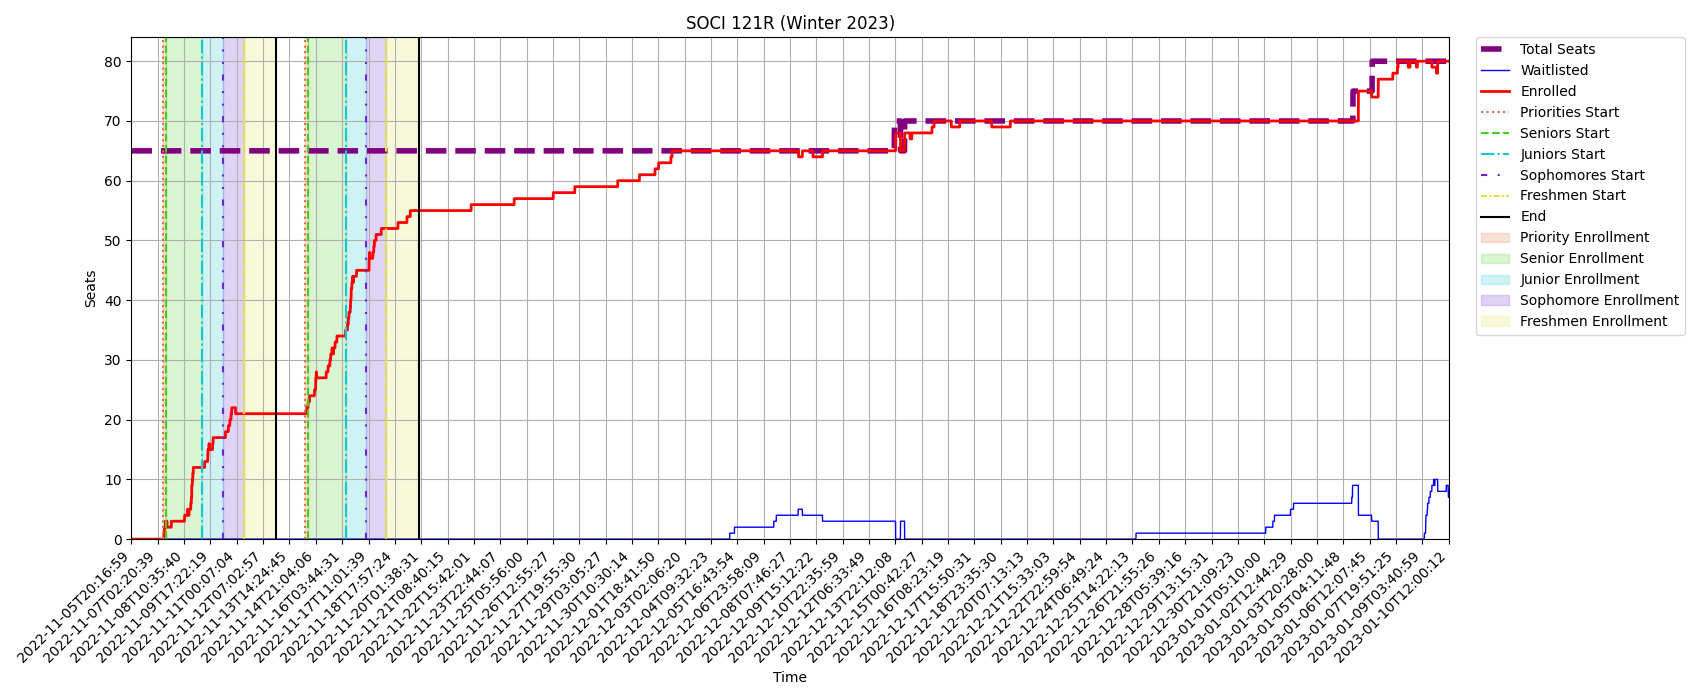 SOCI 121R (Winter 2023)
Seats
80
70
60
50
40
30
20
10
0
2022-11-05T20:16:59
2022-11-07T02:20:39
2022-11-08T10:35:40
2022-11-09T17:22:19
2022-11-11T00:07:04
2022-11-12T07:02:57
2022-11-13T14:24:45
2022-11-14T21:04:06
2022-11-16T03:44:31
2022-11-17T11:01:39
2022-11-18T17:57:24
2022-11-20T01:38:31
2022-11-21T08:40:15
2022-11-22T15:42:01
2022-11-23T22:44:07
2022-11-25T05:56:00
2022-11-26T12:55:27
2022-11-27T19:55:30
2022-11-29T03:05:27
2022-11-30T10:30:14
2022-12-01T18:41:50
2022-12-03T02:06:20
2022-12-04T09:32:23
2022-12-05T16:43:54
2022-12-06T23:58:09
2022-12-08T07:46:27
2022-12-09T15:12:22
2022-12-10T22:35:59
2022-12-12T06:33:49
2022-12-13T22:12:08
2022-12-15T00:42:27
2022-12-16T08:23:19
2022-12-17T15:50:31
2022-12-18T23:35:30
2022-12-20T07:13:13
2022-12-21T15:33:03
2022-12-22T22:59:54
2022-12-24T06:49:24
2022-12-25T14:22:13
2022-12-26T21:55:26
2022-12-28T05:39:16
2022-12-29T13:15:31
2022-12-30T21:09:23
2023-01-01T05:10:00
2023-01-02T12:44:29
2023-01-03T20:28:00
2023-01-05T04:11:48
2023-01-06T12:07:45
2023-01-07T19:51:25
2023-01-09T03:40:59
2023-01-10T12:00:12
Time
Total Seats
Waitlisted
Enrolled
Priorities Start
Seniors Start
Juniors Start
Sophomores Start
Freshmen Start
End
Priority Enrollment
Senior Enrollment
Junior Enrollment
Sophomore Enrollment
Freshmen Enrollment